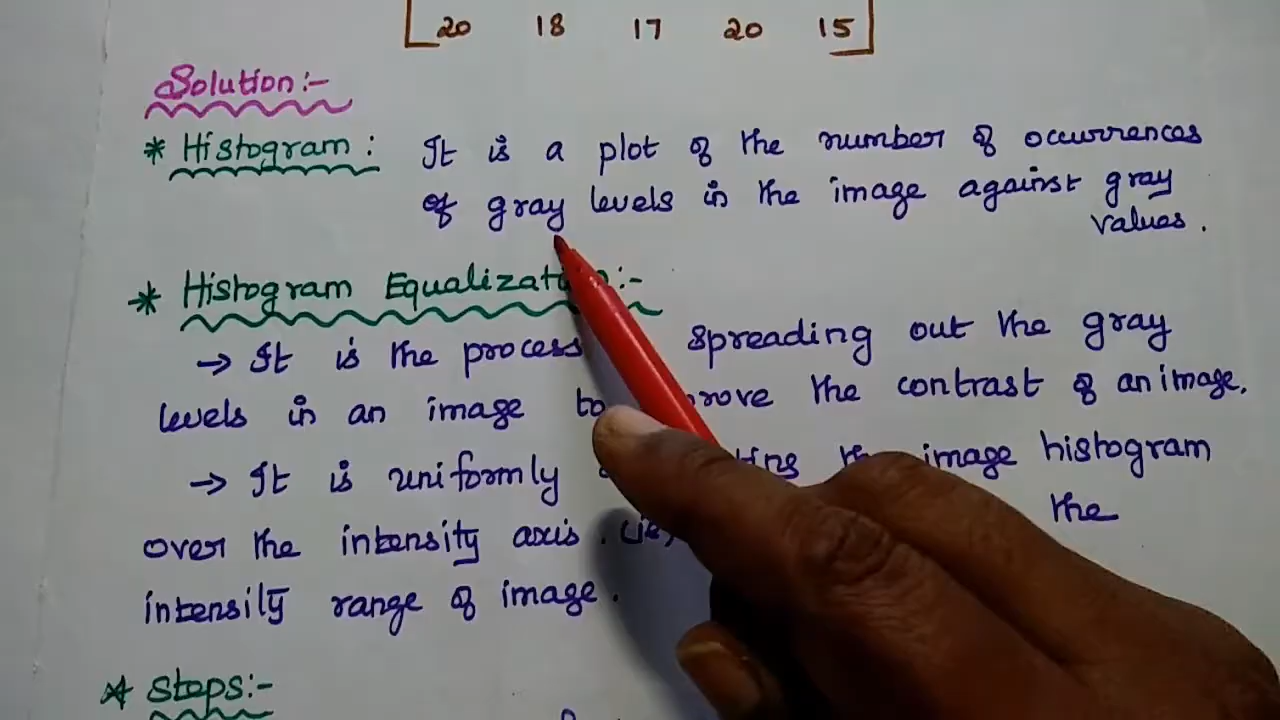 20 18 17 20 15
Solution:-
* Histogram: It is a plot of the number of ocurrences
of gray levels in the image against gray
values.
* Histogram Equalization:-
→ It is the process spreading out the gray
levels in an image to the contrast of an image.
→ It is uniformly the image histogram
over the intensity axis. (ie, the
intensity range of image.
* Steps:-